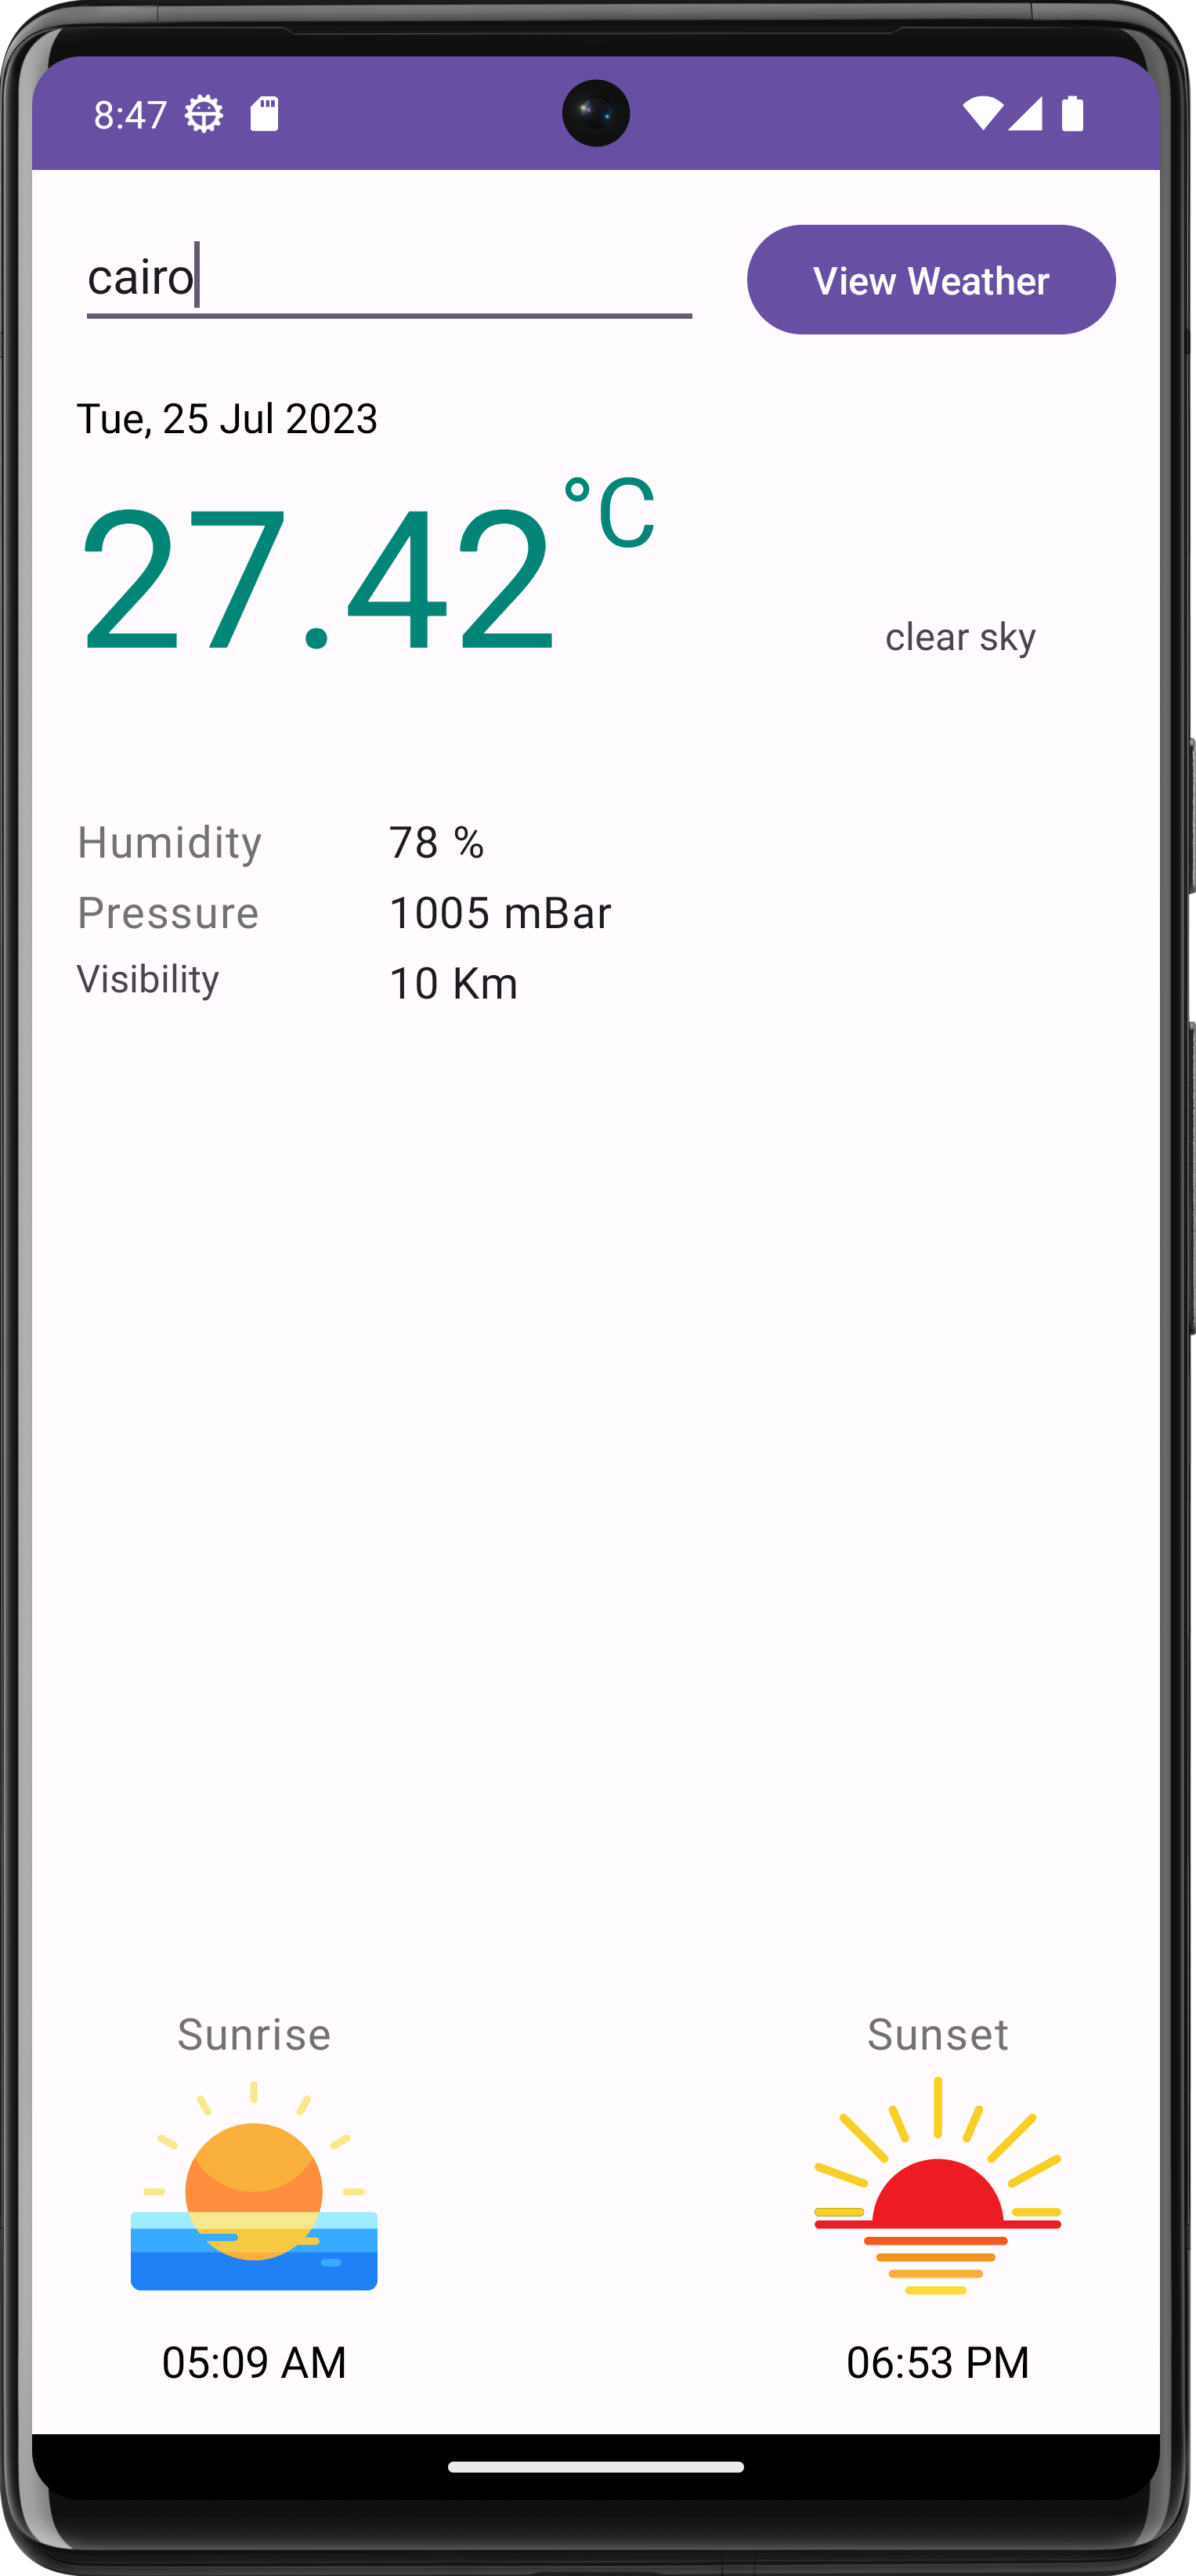 8:47
cairo
View Weather
Tue, 25 Jul 2023
27.42 °C
clear sky
Humidity 78 %
Pressure 1005 mBar
Visibility 10 Km
Sunrise Sunset
05:09 AM 06:53 PM